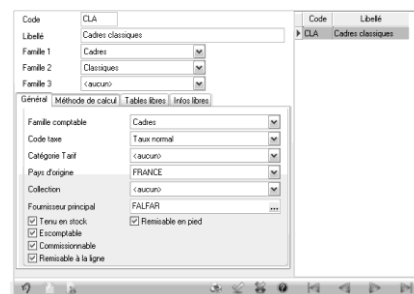 Code CLA
Libellé Cadres classiques
Famille 1 Cadres
Famille 2 Classiques
Famille 3 <aucun>
Général Méthode de calcul Tables libres Infos libres
Famille comptable Cadres
Code taxe Taux normal
Catégorie Tarif <aucun>
Pays d'origine FRANCE
Collection <aucun>
Fournisseur principal FALFAR ...
Tenu en stock Remisable en pied
Escomptable
Commissionnable
Remisable à la ligne
Code Libellé
CLA Cadres classiques